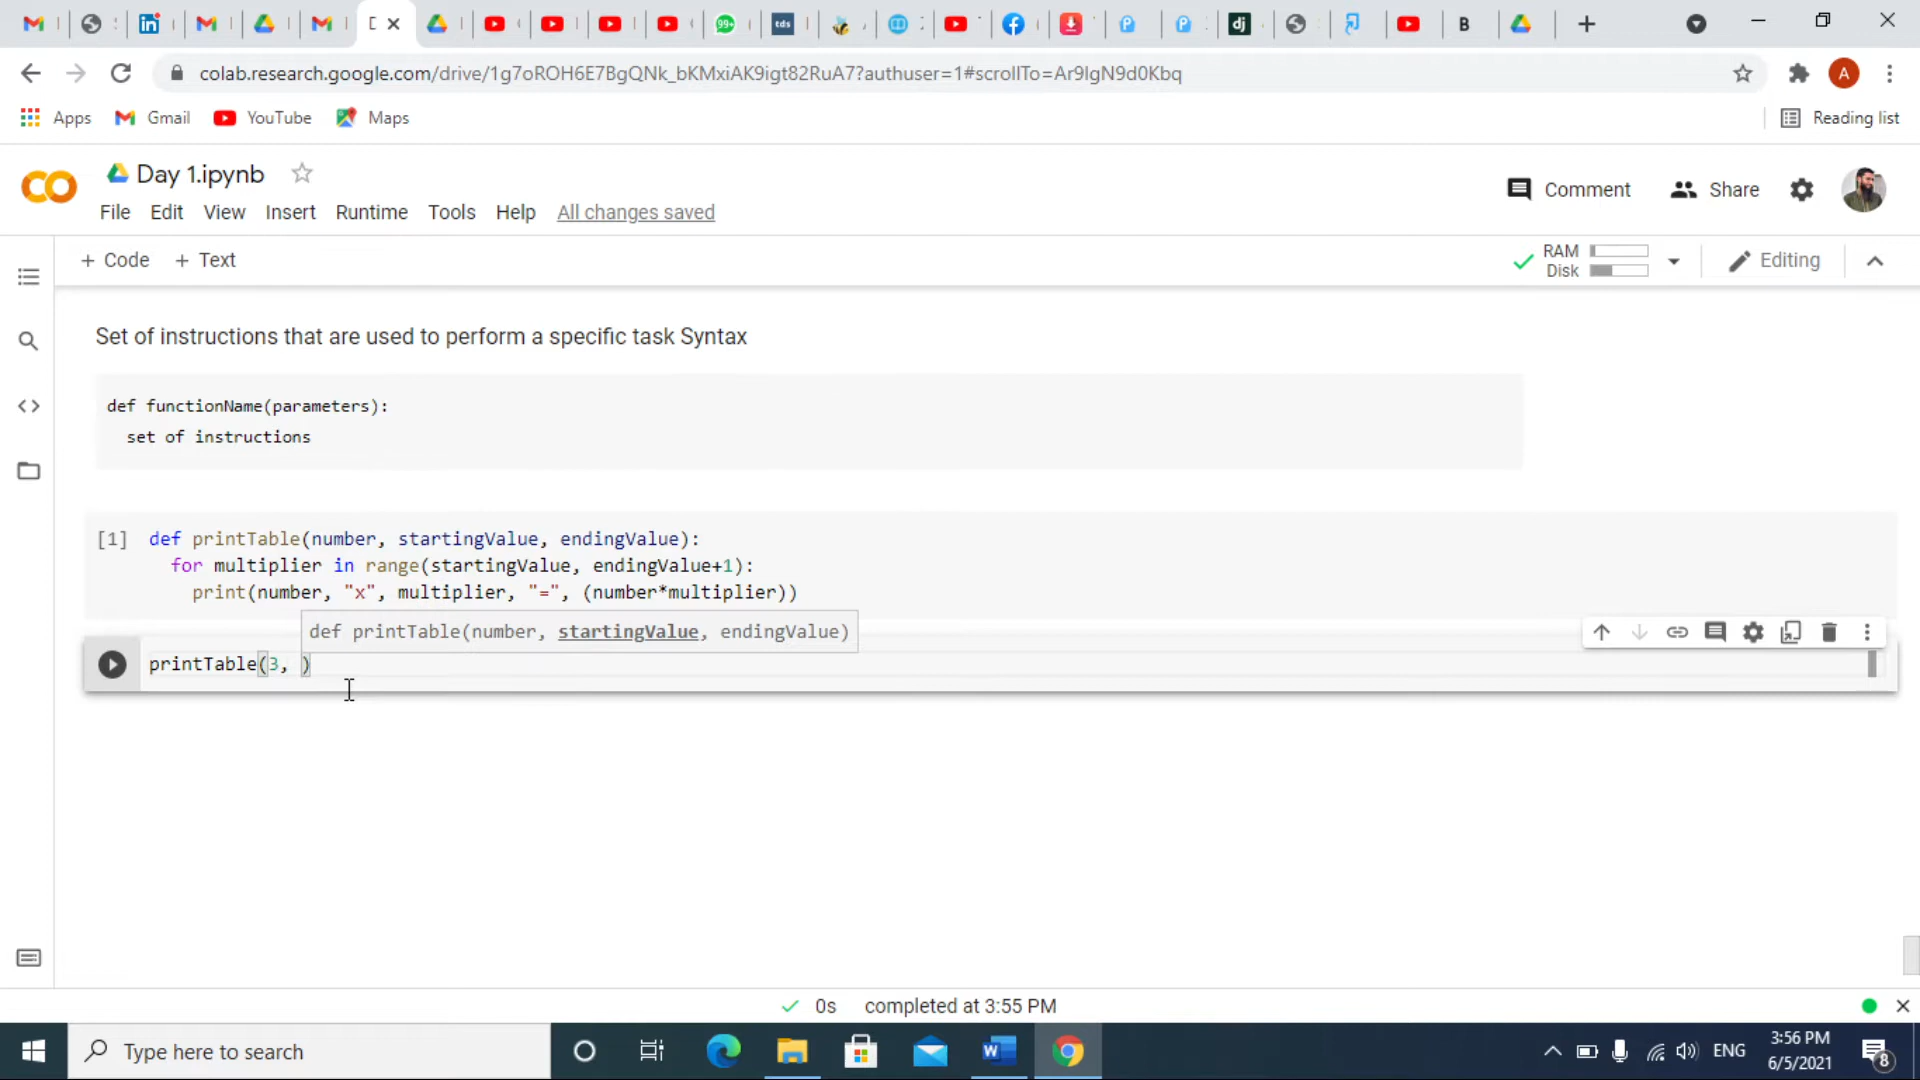 99+
tds
dj
B
colab.research.google.com/drive/1g7oROH6E7BgQNk_bKMxiAK9igt82RuA7?authuser=1#scrollTo=Ar9lgN9d0Kbq
A
Apps Gmail YouTube Maps Reading list
CO Day 1.ipynb
Comment Share
File Edit View Insert Runtime Tools Help All changes saved
+ Code + Text
RAM
Disk
Editing
Set of instructions that are used to perform a specific task Syntax
def functionName(parameters):
set of instructions
[1] def printTable(number, startingValue, endingValue):
for multiplier in range(startingValue, endingValue+1):
print(number, "x", multiplier, "=", (number*multiplier))
def printTable(number, startingValue, endingValue)
printTable(3, )
0s completed at 3:55 PM
Type here to search
ENG
3:56 PM
6/5/2021
8